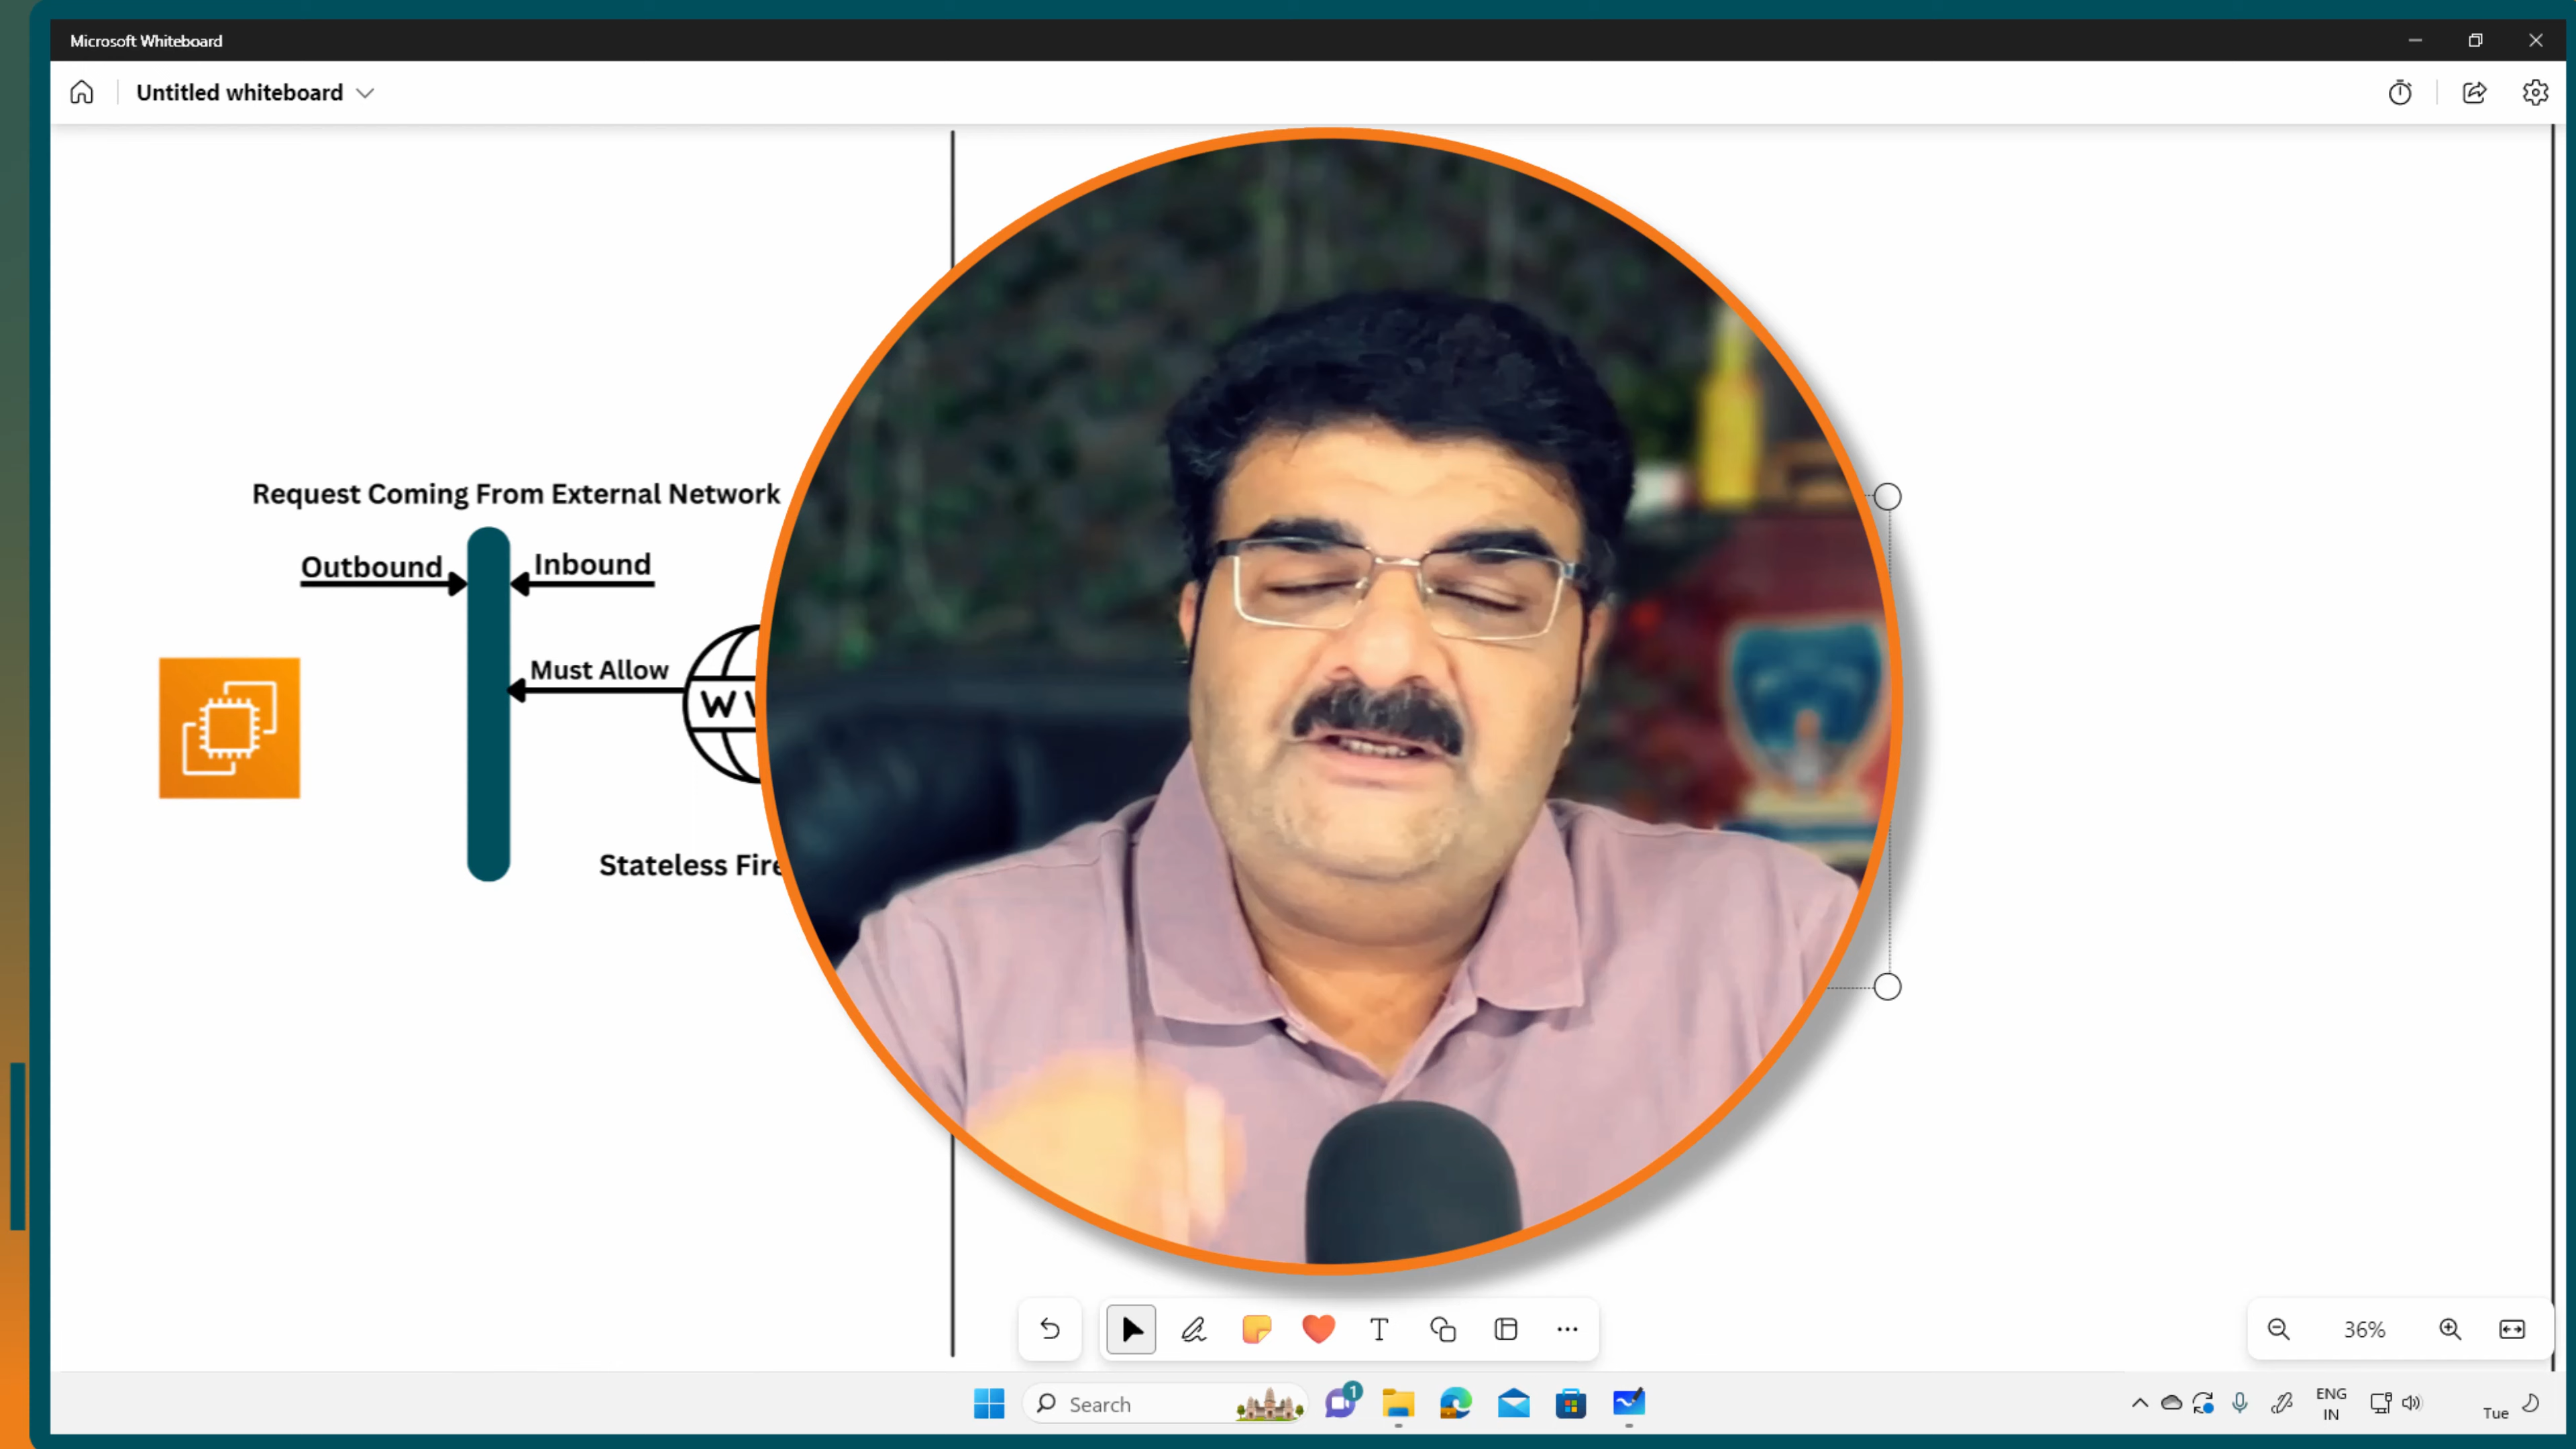 Microsoft Whiteboard
Untitled whiteboard
Request Coming From External Network
Outbound
Inbound
Must Allow
W
Stateless
36%
1
Search
ENG
IN
Tue